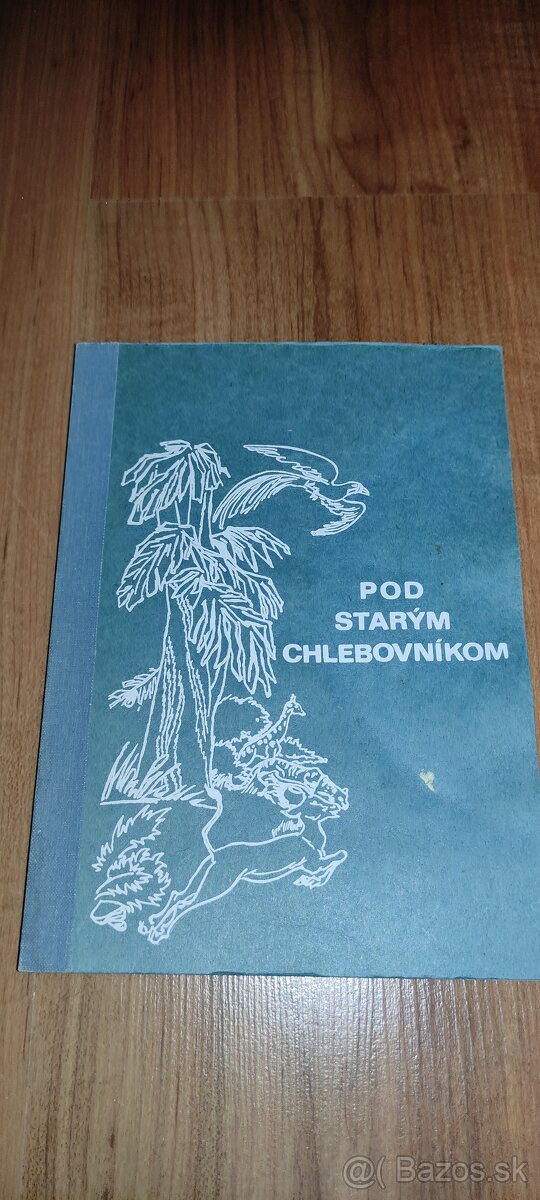 POD
STARÝM
CHLEBOVNÍKOM
@( Bazos.sk